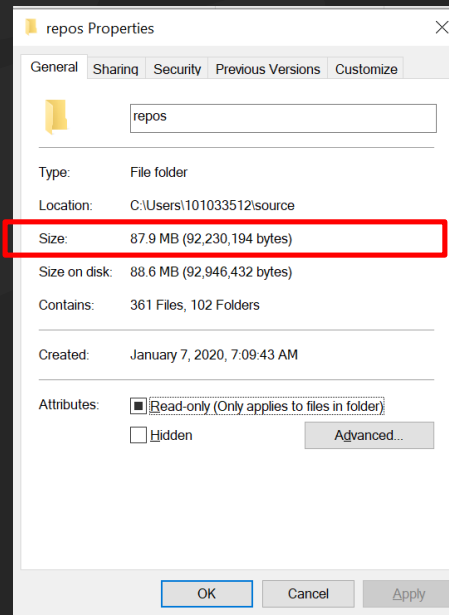 repos Properties
General Sharing Security Previous Versions Customize
repos
Type: File folder
Location: C:\Users\101033512\source
Size: 87.9 MB (92,230,194 bytes)
Size on disk: 88.6 MB (92,946,432 bytes)
Contains: 361 Files, 102 Folders
Created: January 7, 2020, 7:09:43 AM
Attributes: Read-only (Only applies to files in folder)
Hidden Advanced...
OK Cancel Apply